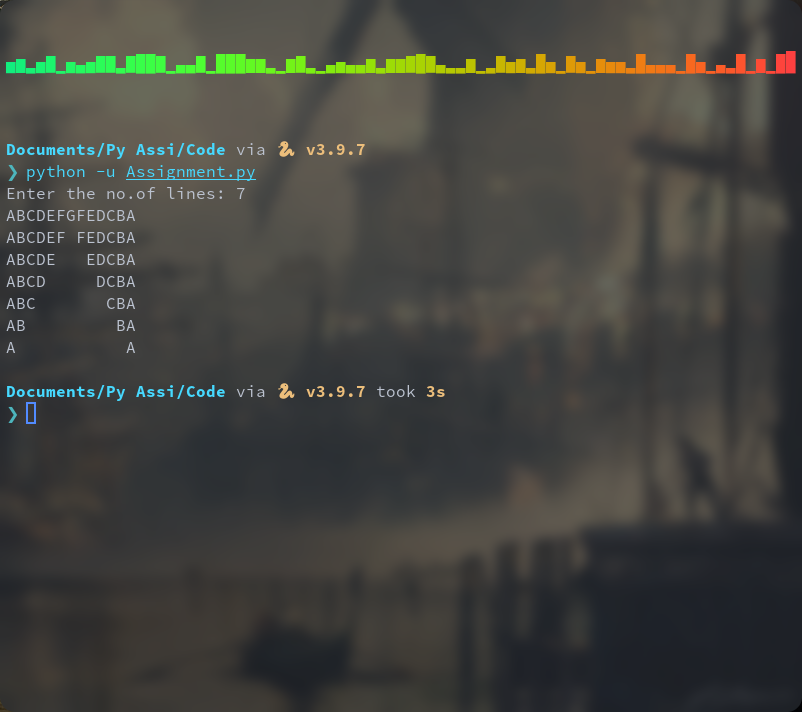 Documents/Py Assi/Code via 🐍 v3.9.7
❯ python -u Assignment.py
Enter the no.of lines: 7
ABCDEFGFEDCBA
ABCDEF FEDCBA
ABCDE   EDCBA
ABCD     DCBA
ABC       CBA
AB         BA
A           A
Documents/Py Assi/Code via 🐍 v3.9.7 took 3s
❯